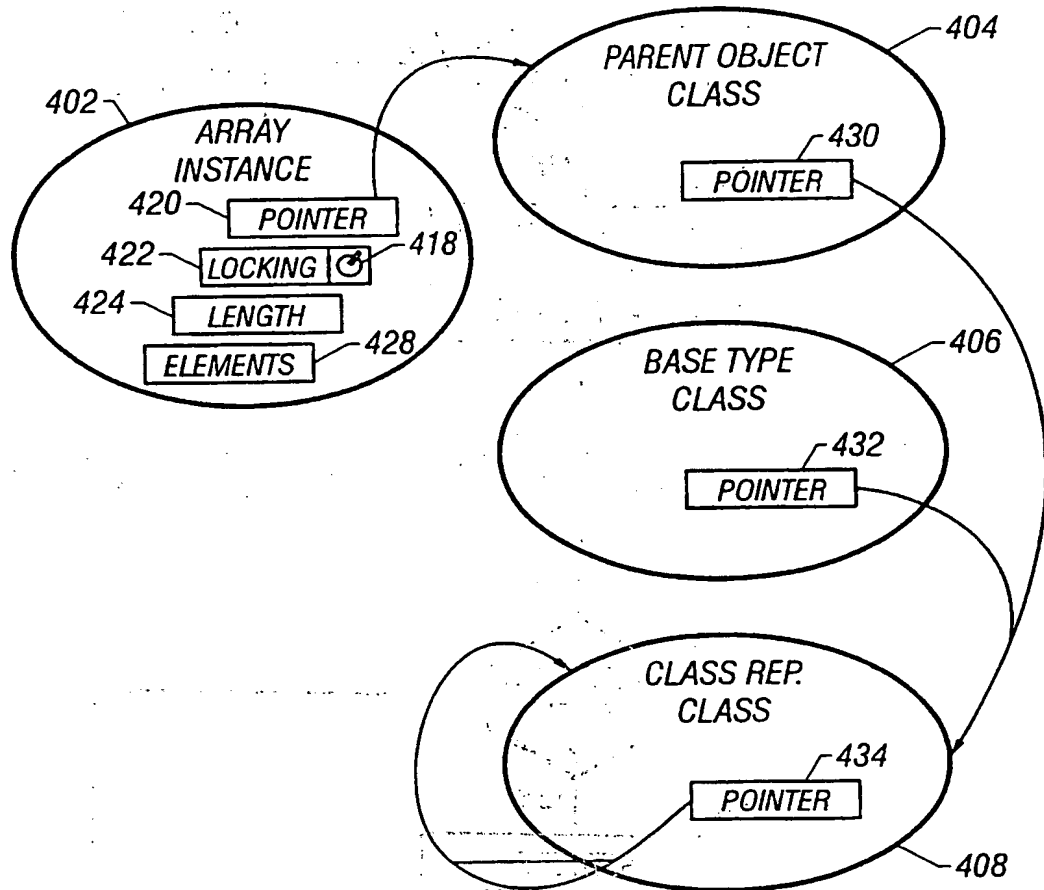 404
PARENT OBJECT
CLASS
430
POINTER
402
ARRAY
INSTANCE
420
POINTER
422
LOCKING
418
424
LENGTH
ELEMENTS
428
406
BASE TYPE
CLASS
432
POINTER
CLASS REP.
CLASS
434
POINTER
408